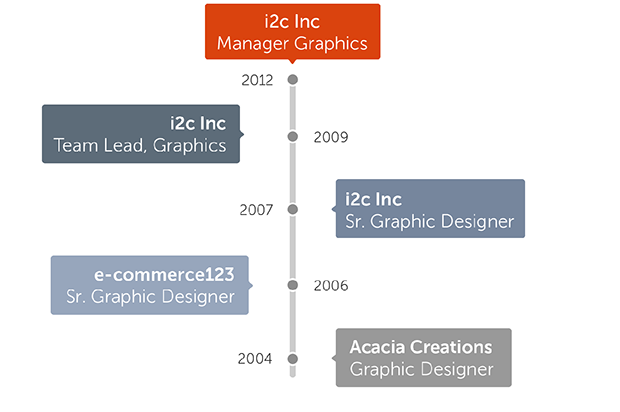 i2c Inc
Manager Graphics
2012
i2c Inc
Team Lead, Graphics
2009
2007
i2c Inc
Sr. Graphic Designer
e-commerce123
Sr. Graphic Designer
2006
2004
Acacia Creations
Graphic Designer